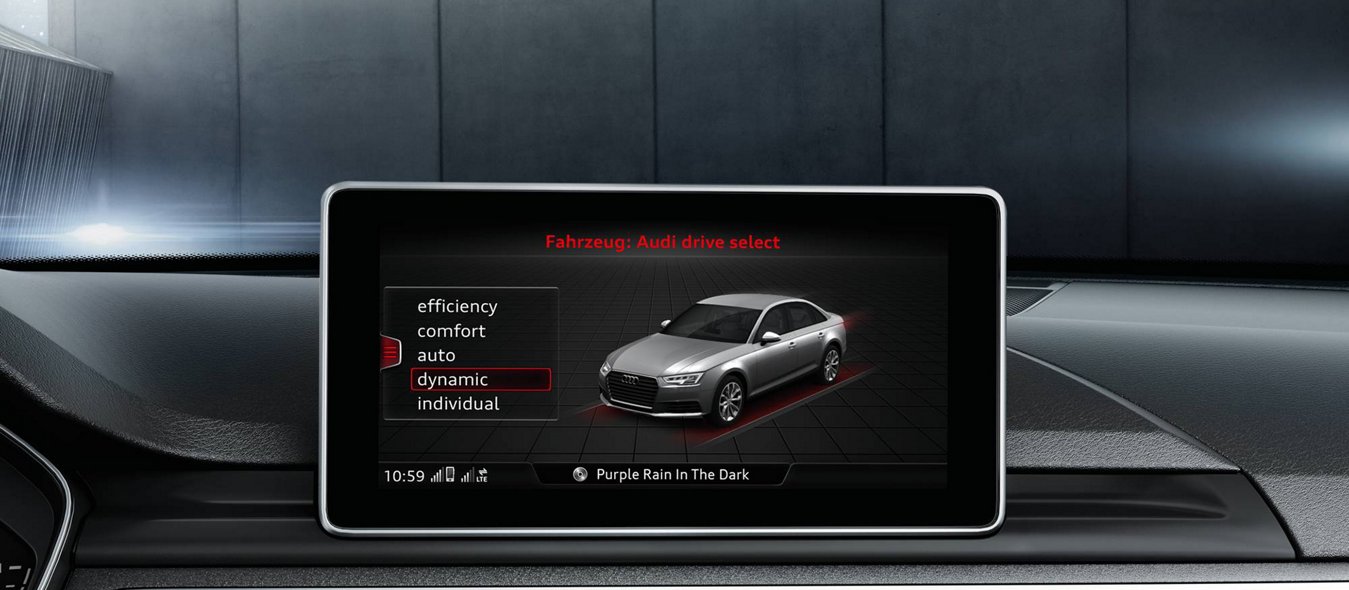 Fahrzeug: Audi drive select
efficiency
comfort
auto
dynamic
individual
10:59 LTE
Purple Rain In The Dark